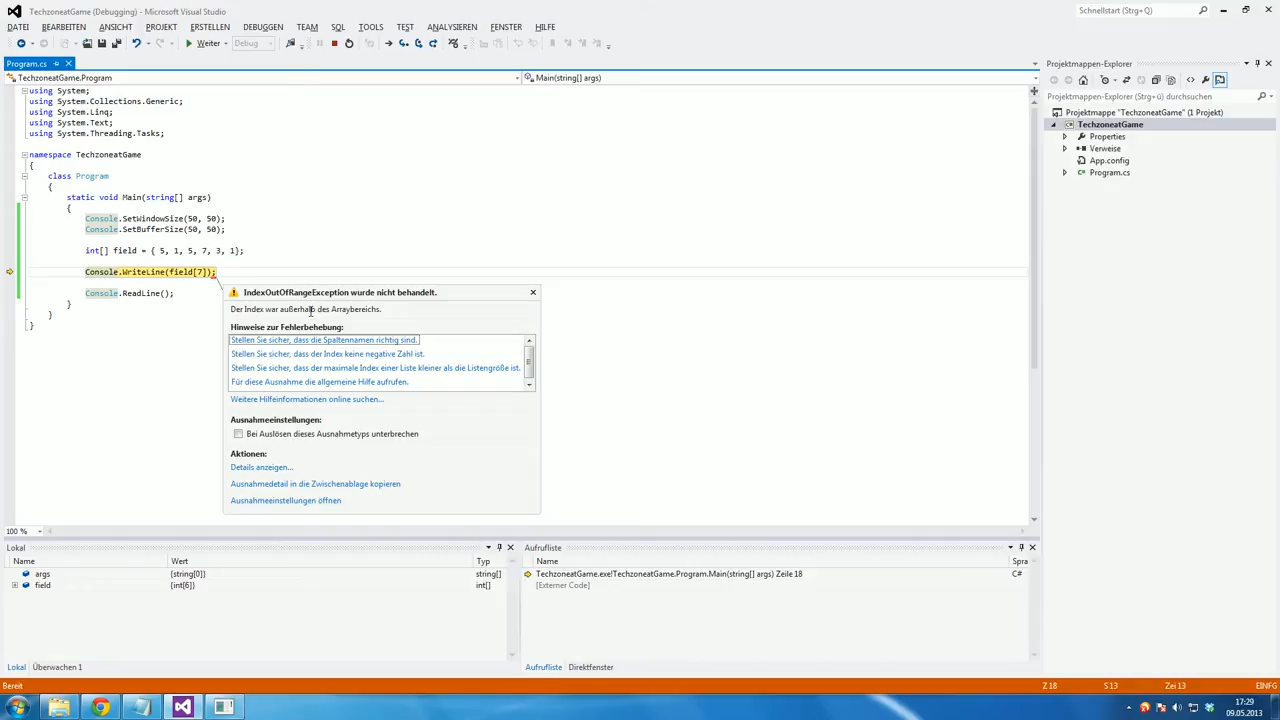 TechzoneatGame (Debugging) - Microsoft Visual Studio
Schnellstart (Strg+Q)
DATEI BEARBEITEN ANSICHT PROJEKT ERSTELLEN DEBUGGEN TEAM SQL TOOLS TEST ANALYSIEREN FENSTER HILFE
Weiter Debug
Program.cs
TechzoneatGame.Program
Main(string[] args)
using System;
using System.Collections.Generic;
using System.Linq;
using System.Text;
using System.Threading.Tasks;
namespace TechzoneatGame
{
class Program
{
static void Main(string[] args)
{
Console.SetWindowSize(50, 50);
Console.SetBufferSize(50, 50);
int[] field = { 5, 1, 5, 7, 3, 1};
Console.WriteLine(field[7]);
Console.ReadLine();
}
}
}
IndexOutOfRangeException wurde nicht behandelt.
Der Index war außerhalb des Arraybereichs.
Hinweise zur Fehlerbehebung:
Stellen Sie sicher, dass die Spaltennamen richtig sind.
Stellen Sie sicher, dass der Index keine negative Zahl ist.
Stellen Sie sicher, dass der maximale Index einer Liste kleiner als die Listengröße ist.
Für diese Ausnahme die allgemeine Hilfe aufrufen.
Weitere Hilfeinformationen online suchen...
Ausnahmeeinstellungen:
Bei Auslösen dieses Ausnahmetyps unterbrechen
Aktionen:
Details anzeigen...
Ausnahmedetail in die Zwischenablage kopieren
Ausnahmeeinstellungen öffnen
100 %
Projektmappen-Explorer
Projektmappen-Explorer (Strg+ü) durchsuchen
Projektmappe "TechzoneatGame" (1 Projekt)
TechzoneatGame
Properties
Verweise
App.config
Program.cs
Lokal
Name Wert Typ
args {string[0]} string[]
field {int[6]} int[]
Lokal Überwachen 1
Aufrufliste
Name Spra
TechzoneatGame.exe!TechzoneatGame.Program.Main(string[] args) Zeile 18 C#
[Externer Code]
Aufrufliste Direktfenster
Bereit Z 18 S 13 Zei 13 EINFG
17:29
09.05.2013